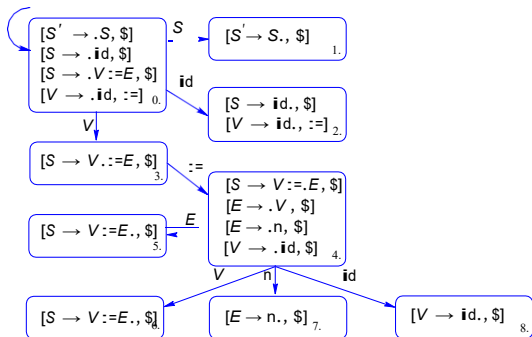 [S' → .S, $]
[S → .id, $]
[S → .V:=E, $]
[V → .id, :=] 0.
S
[S' → S., $]
1.
id
[S → id., $]
[V → id., :=] 2.
V
[S → V.:=E, $]
3.
:=
[S → V:=.E, $]
[E → .V, $]
[E → .n, $]
[V → .id, $] 4.
E
[S → V:=E., $]
5.
V
n
id
[S → V:=E., $]
6.
[E → n., $] 7.
[V → id., $]
8.